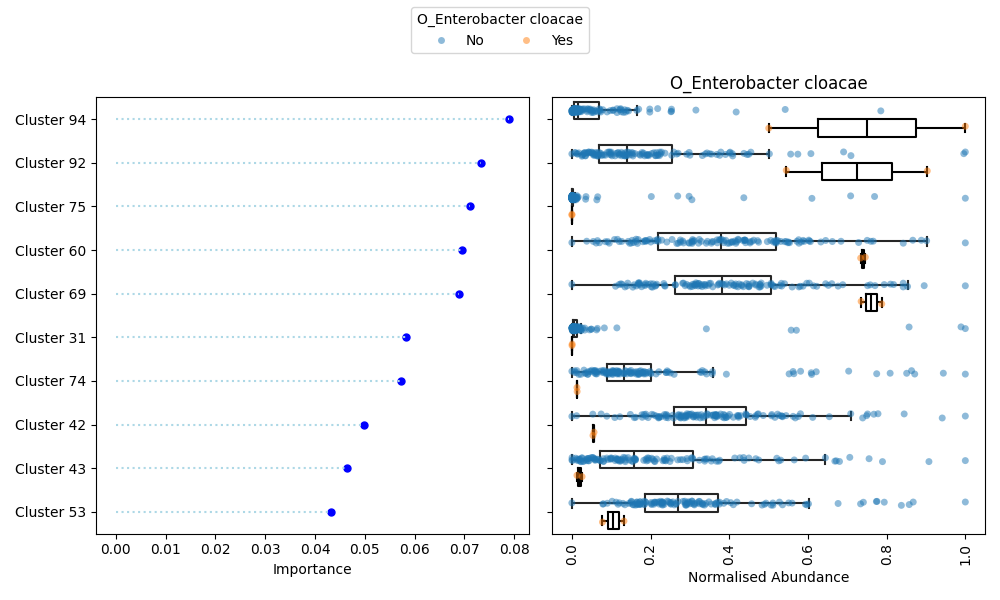 O_Enterobacter cloacae
No Yes
O_Enterobacter cloacae
Cluster 94
Cluster 92
Cluster 75
Cluster 60
Cluster 69
Cluster 31
Cluster 74
Cluster 42
Cluster 43
Cluster 53
0.00 0.01 0.02 0.03 0.04 0.05 0.06 0.07 0.08
Importance
0.0 0.2 0.4 0.6 0.8 1.0
Normalised Abundance